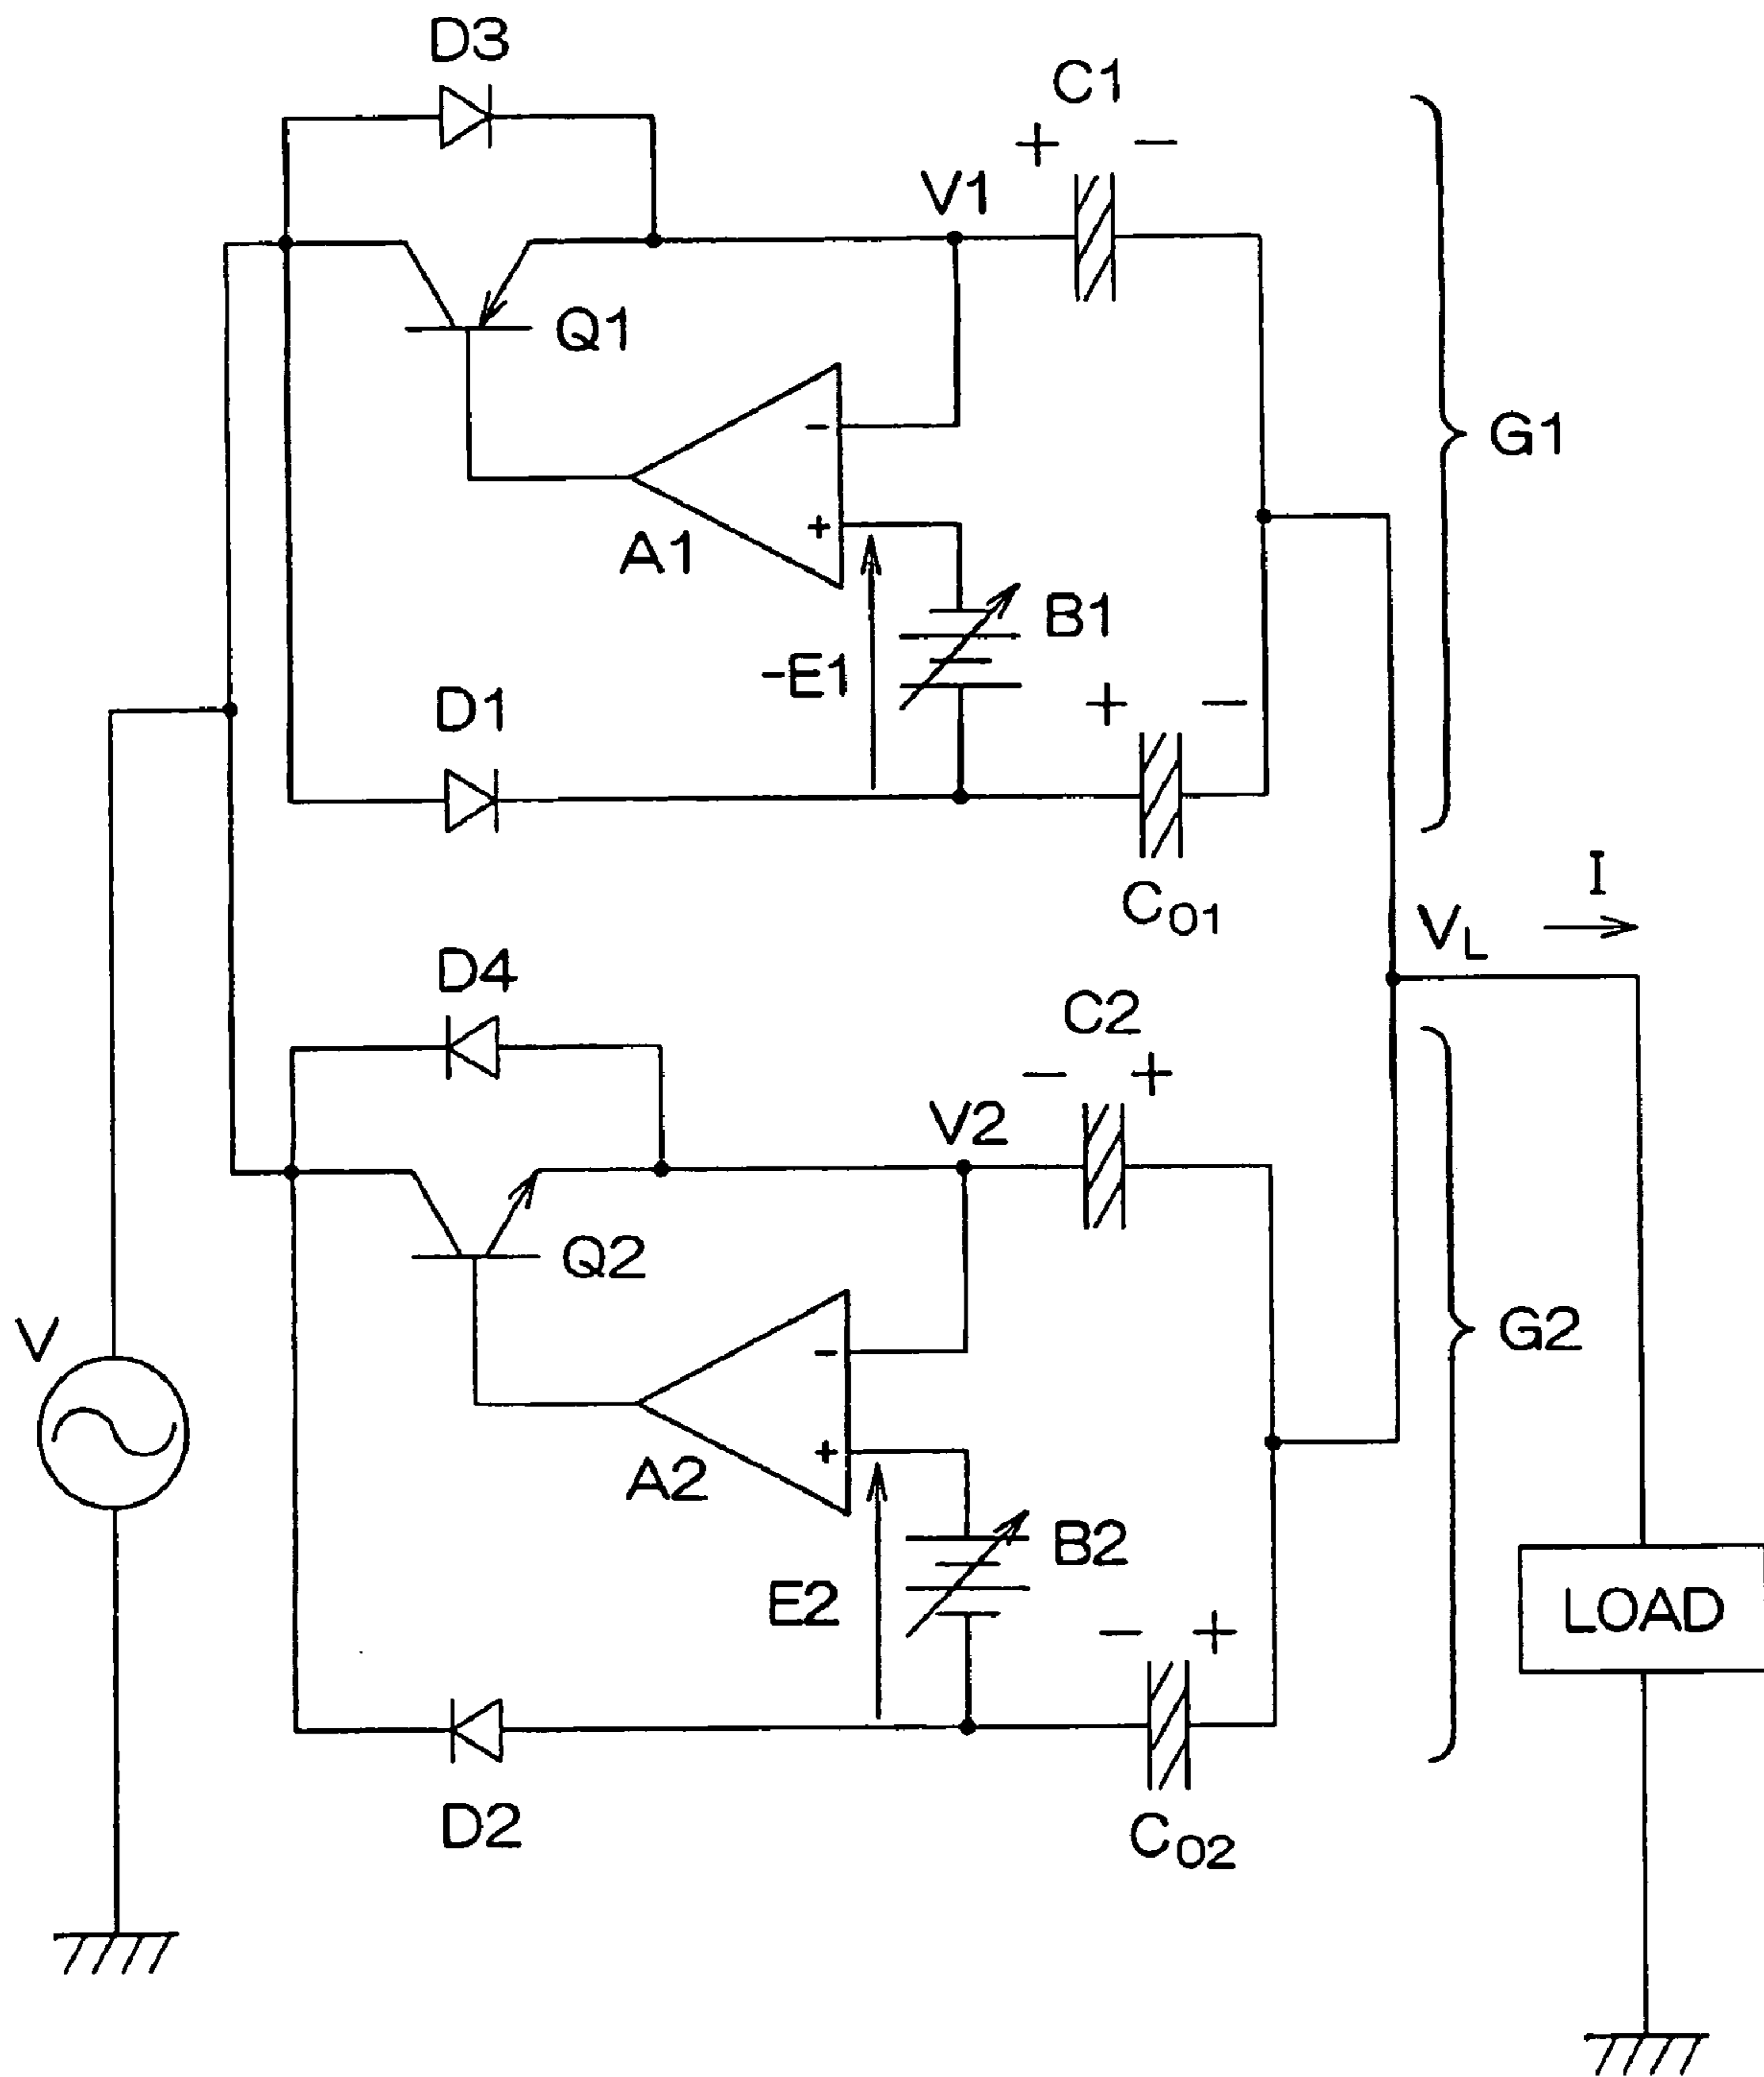 D3
C1
+ −
V1
Q1
G1
-
A1
+
B1
-E1
D1
+ −
CO1
I
VL
D4
C2
− +
V2
Q2
G2
-
V
A2
+
B2
E2
LOAD
− +
D2
CO2